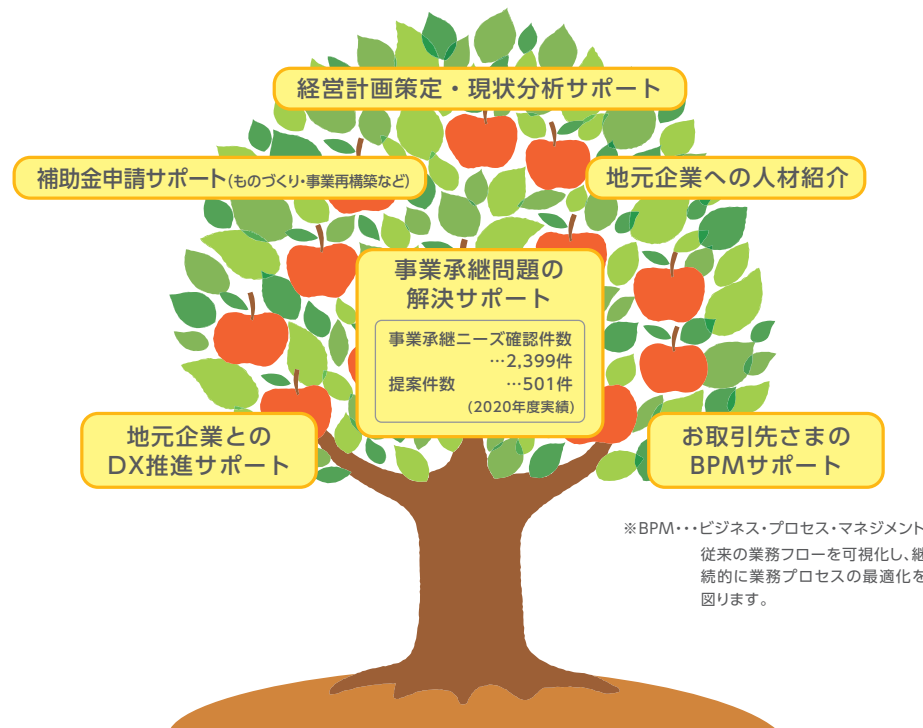 経営計画策定・現状分析サポート
補助金申請サポート(ものづくり・事業再構築など)
地元企業への人材紹介
事業承継問題の
解決サポート
事業承継ニーズ確認件数
…2,399件
提案件数 …501件
(2020年度実績)
地元企業との
DX推進サポート
お取引先さまの
BPMサポート
※BPM・・・ビジネス・プロセス・マネジメント
従来の業務フローを可視化し、継
続的に業務プロセスの最適化を
図ります。